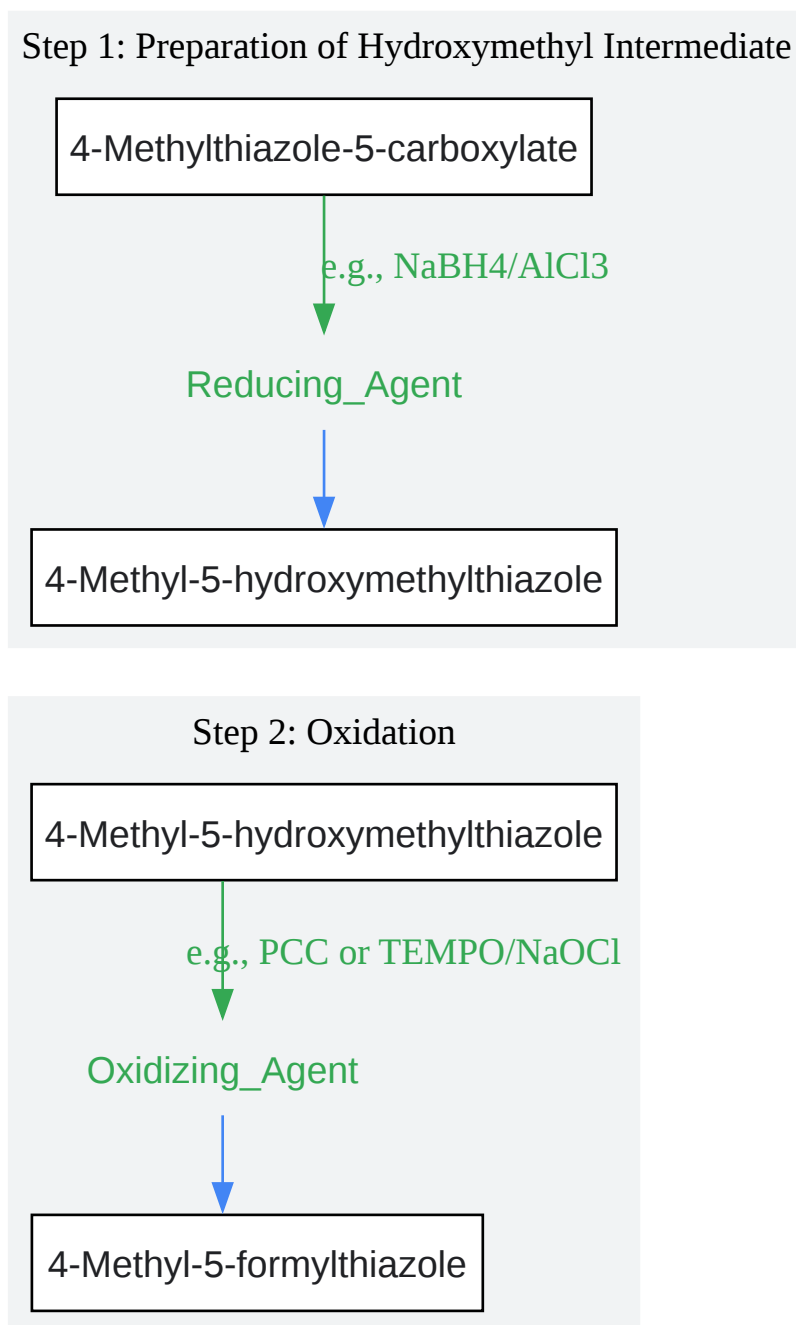 Step 1: Preparation of Hydroxymethyl Intermediate
4-Methylthiazole-5-carboxylate
e.g., NaBH4/AlCl3
Reducing_Agent
4-Methyl-5-hydroxymethylthiazole
Step 2: Oxidation
4-Methyl-5-hydroxymethylthiazole
e.g., PCC or TEMPO/NaOCl
Oxidizing_Agent
4-Methyl-5-formylthiazole